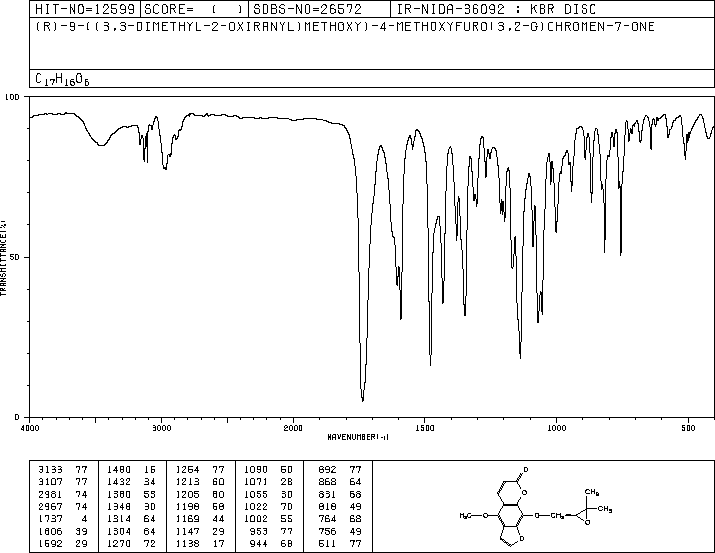 HIT-NO=12599 SCORE= ( ) SDBS-NO=26572 IR-NIDA-36092 : KBR DISC
(R)-9-((3,3-DIMETHYL-2-OXIRANYL)METHOXY)-4-METHOXYFURO(3,2-G)CHROMEN-7-ONE
C17H16O6
100
50
0
TRANSMITTANCE(%)
4000 3000 2000 1500 1000 500
WAVENUMBER(-1)
3133 77 1480 16 1264 77 1090 50 892 77
3107 77 1432 34 1213 60 1071 28 868 64
2981 74 1380 55 1205 60 1055 30 831 68
2967 74 1348 30 1198 58 1022 70 818 49
1737 4 1314 64 1169 44 1002 55 764 68
1606 39 1304 64 1147 29 953 77 756 49
1592 29 1270 72 1138 17 944 68 511 77
O
O
CH3 O O CH2 CH3
CH3
O
O